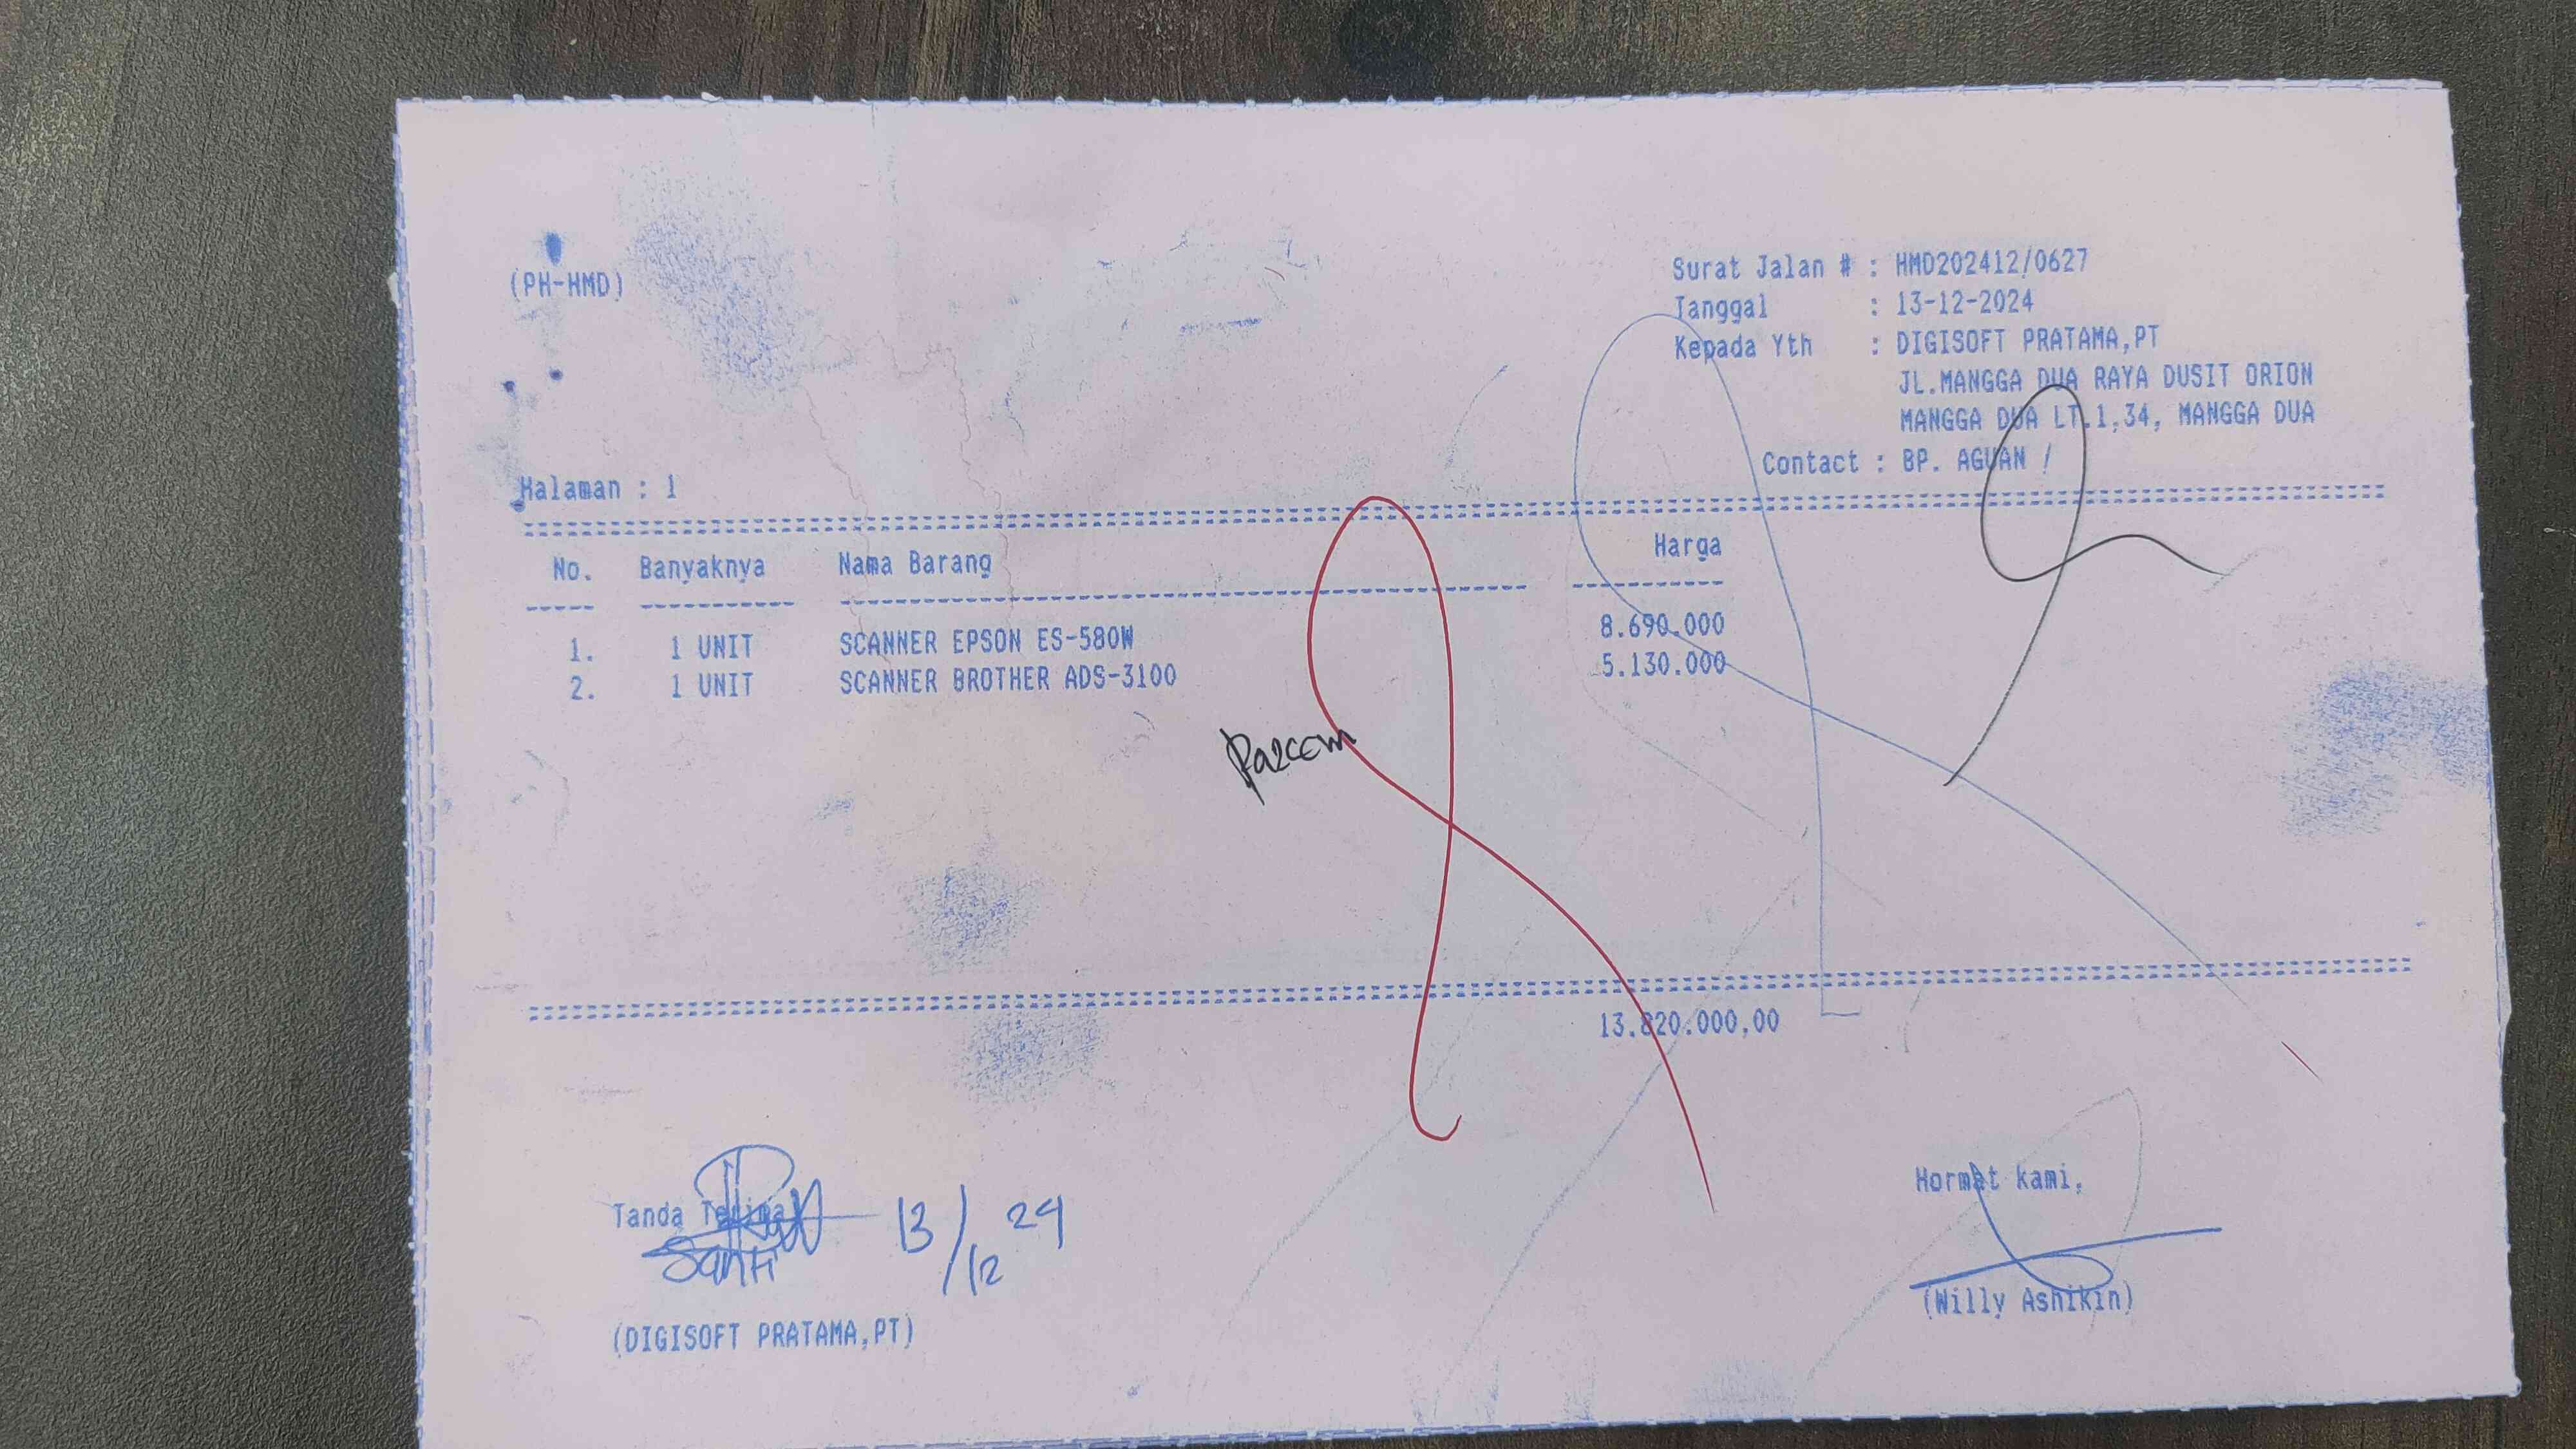 (PH-HMD)
Surat Jalan # : HMD202412/0627
Tanggal : 13-12-2024
Kepada Yth : DIGISOFT PRATAMA,PT
JL.MANGGA DUA RAYA DUSIT ORION
MANGGA DUA LT.1,34, MANGGA DUA
Contact : BP. AGUAN /
Halaman : 1
No. Banyaknya Nama Barang Harga
1. 1 UNIT SCANNER EPSON ES-580W 8.690.000
2. 1 UNIT SCANNER BROTHER ADS-3100 5.130.000
13.820.000,00
Tanda Terima 13/12 24
Santi
(DIGISOFT PRATAMA,PT)
Hormat kami,
(Willy Ashikin)